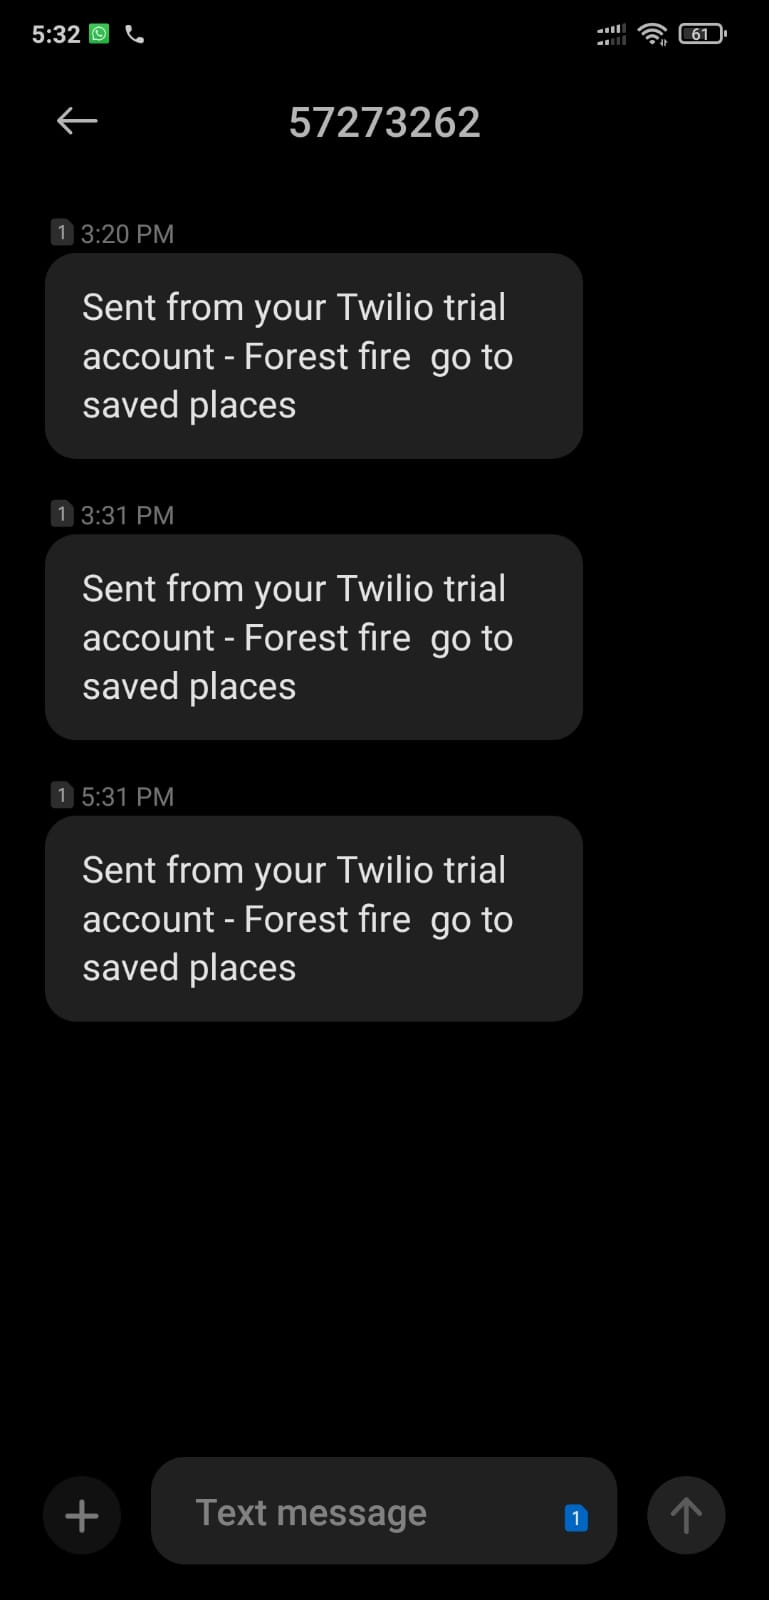 5:32
61
57273262
1 3:20 PM
Sent from your Twilio trial
account - Forest fire  go to
saved places
1 3:31 PM
Sent from your Twilio trial
account - Forest fire  go to
saved places
1 5:31 PM
Sent from your Twilio trial
account - Forest fire  go to
saved places
Text message
1